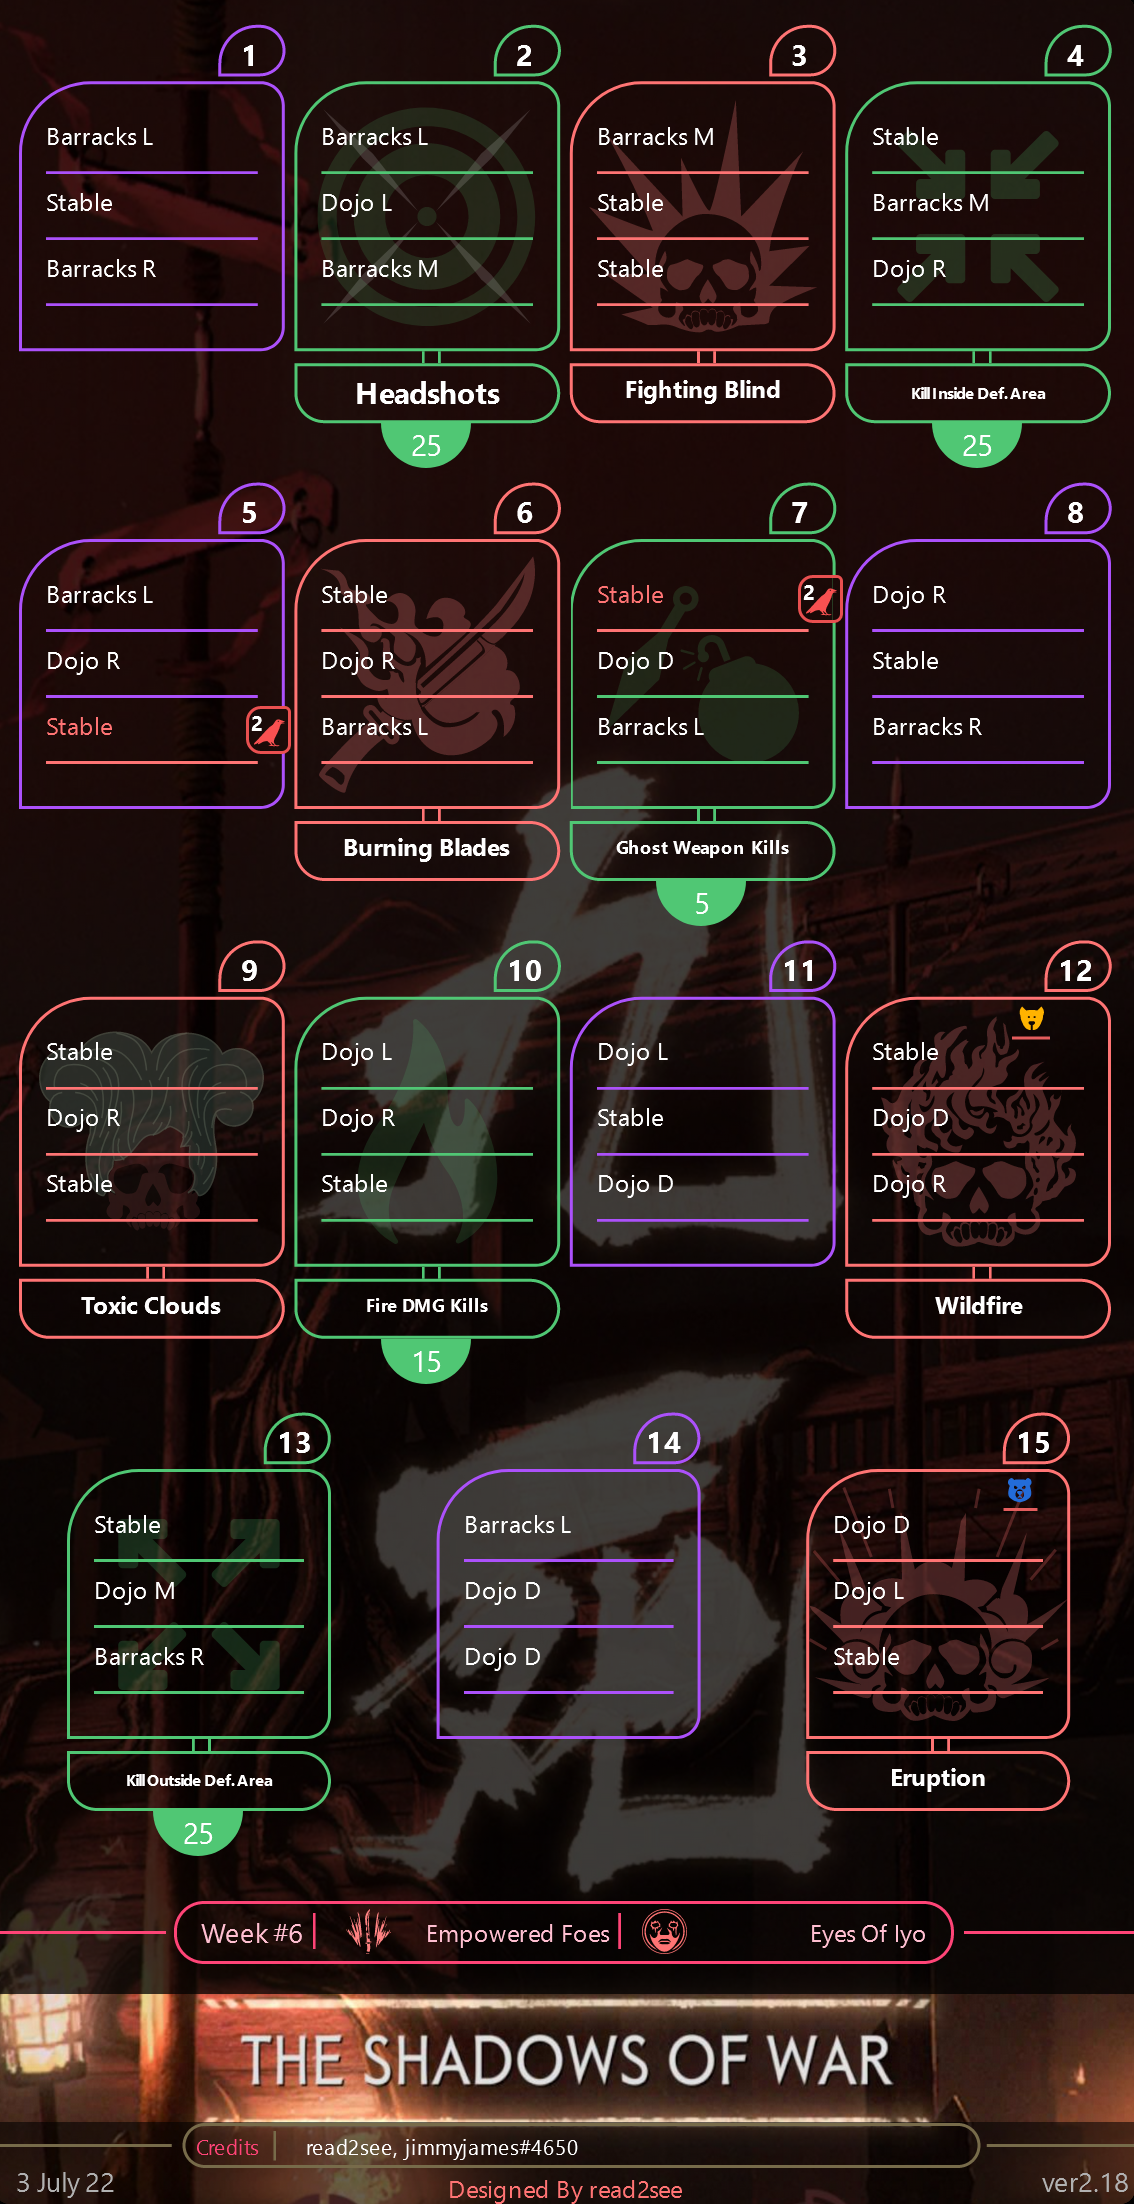 1
Barracks L
Stable
Barracks R
2
Barracks L
Dojo L
Barracks M
Headshots
25
3
Barracks M
Stable
Stable
Fighting Blind
4
Stable
Barracks M
Dojo R
Kill Inside Def. Area
25
5
Barracks L
Dojo R
Stable
2
6
Stable
Dojo R
Barracks L
Burning Blades
7
Stable
2
Dojo D
Barracks L
Ghost Weapon Kills
5
8
Dojo R
Stable
Barracks R
9
Stable
Dojo R
Stable
Toxic Clouds
10
Dojo L
Dojo R
Stable
Fire DMG Kills
15
11
Dojo L
Stable
Dojo D
12
Stable
Dojo D
Dojo R
Wildfire
13
Stable
Dojo M
Barracks R
Kill Outside Def. Area
25
14
Barracks L
Dojo D
Dojo D
15
Dojo D
Dojo L
Stable
Eruption
Week #6 Empowered Foes Eyes Of Iyo
THE SHADOWS OF WAR
Credits read2see, jimmyjames#4650
3 July 22
Designed By read2see
ver2.18